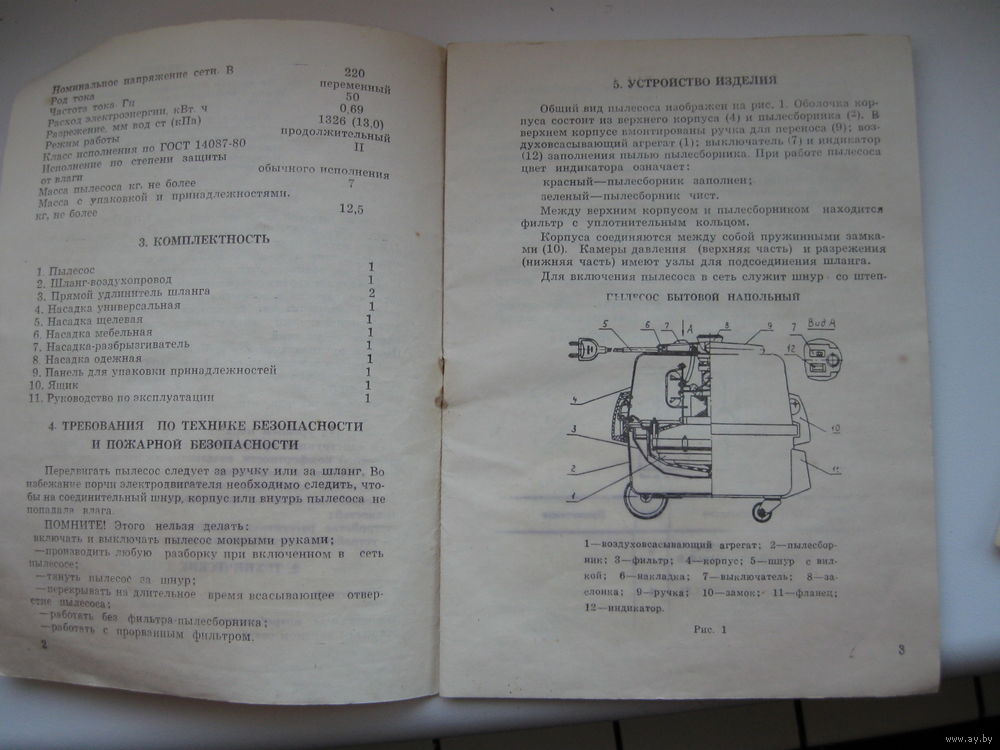 Номинальное напряжение сети. В 220
Род тока переменный
Частота тока. Гц 50
Расход электроэнергии, кВт. ч 0,69
Разрежение, мм вод ст (кПа) 1326 (13.0)
Режим работы продолжительный
Класс исполнения по ГОСТ 14087-80 II
Исполнение по степени защиты
от влаги обычного исполнения
Масса пылесоса кг, не более 7
Масса с упаковкой и принадлежностями,
кг, не более 12,5
3. КОМПЛЕКТНОСТЬ
1. Пылесос 1
2. Шланг-воздухопровод 1
3. Прямой удлинитель шланга 2
4. Насадка универсальная 1
5. Насадка щелевая 1
6. Насадка мебельная 1
7. Насадка-разбрызгиватель 1
8. Насадка одежная 1
9. Панель для упаковки принадлежностей 1
10. Ящик 1
11. Руководство по эксплуатации 1
4. ТРЕБОВАНИЯ ПО ТЕХНИКЕ БЕЗОПАСНОСТИ
И ПОЖАРНОЙ БЕЗОПАСНОСТИ
Передвигать пылесос следует за ручку или за шланг. Во
избежание порчи электродвигателя необходимо следить, что-
бы на соединительный шнур, корпус или внутрь пылесоса не
попадала влага.
ПОМНИТЕ! Этого нельзя делать:
включать и выключать пылесос мокрыми руками;
—производить любую разборку при включенном в сеть
пылесосе;
—тянуть пылесос за шнур;
—перекрывать на длительное время всасывающее отвер-
стие пылесоса;
—работать без фильтра-пылесборника;
—работать с прорванным фильтром.
2
5. УСТРОЙСТВО ИЗДЕЛИЯ
Общий вид пылесоса изображен на рис. 1. Оболочка кор-
пуса состоит из верхнего корпуса (4) и пылесборника (2). В
верхнем корпусе вмонтированы ручка для переноса (9); воз-
духовсасывающий агрегат (1); выключатель (7) и индикатор
(12) заполнения пылью пылесборника. При работе пылесоса
цвет индикатора означает:
красный—пылесборник заполнен;
зеленый—пылесборник чист.
Между верхним корпусом и пылесборником находится
фильтр с уплотнительным кольцом.
Корпуса соединяются между собой пружинными замка-
ми (10). Камеры давления (верхняя часть) и разрежения
(нижняя часть) имеют узлы для подсоединения шланга.
Для включения пылесоса в сеть служит шнур со штеп-
ПЫЛЕСОС БЫТОВОЙ НАПОЛЬНЫЙ
5 6 7 А 8 9 7 Вид А
12
4
10
3
2
11
1
1—воздуховсасывающий агрегат; 2—пылесбор-
ник; 3—фильтр; 4—корпус; 5—шнур с вил-
кой; 6—накладка; 7—выключатель; 8—за-
слонка; 9—ручка; 10—замок; 11—фланец;
12—индикатор.
Рис. 1
3
www.ay.by